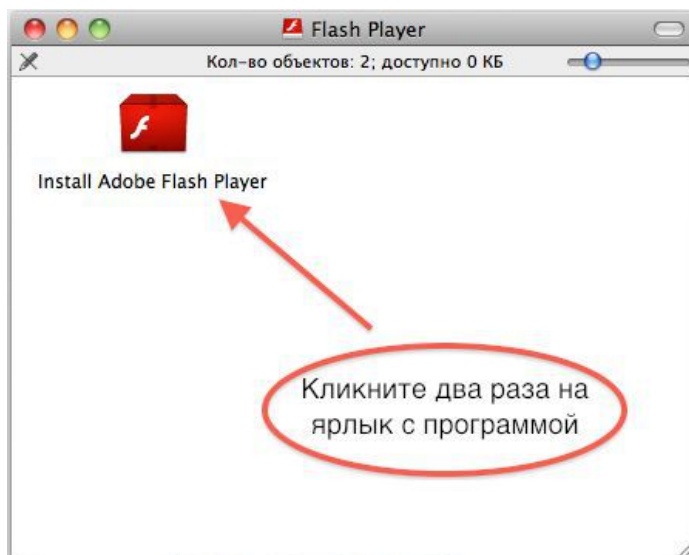 Flash Player
Кол-во объектов: 2; доступно 0 КБ
Install Adobe Flash Player
Кликните два раза на
ярлык с программой